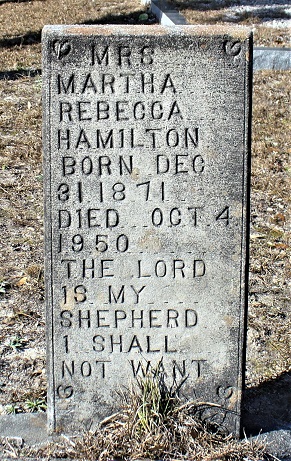 MRS
MARTHA
REBECCA
HAMILTON
BORN DEC
31 1871
DIED OCT. 4
1950
THE LORD
IS MY
SHEPHERD
I SHALL
NOT WANT